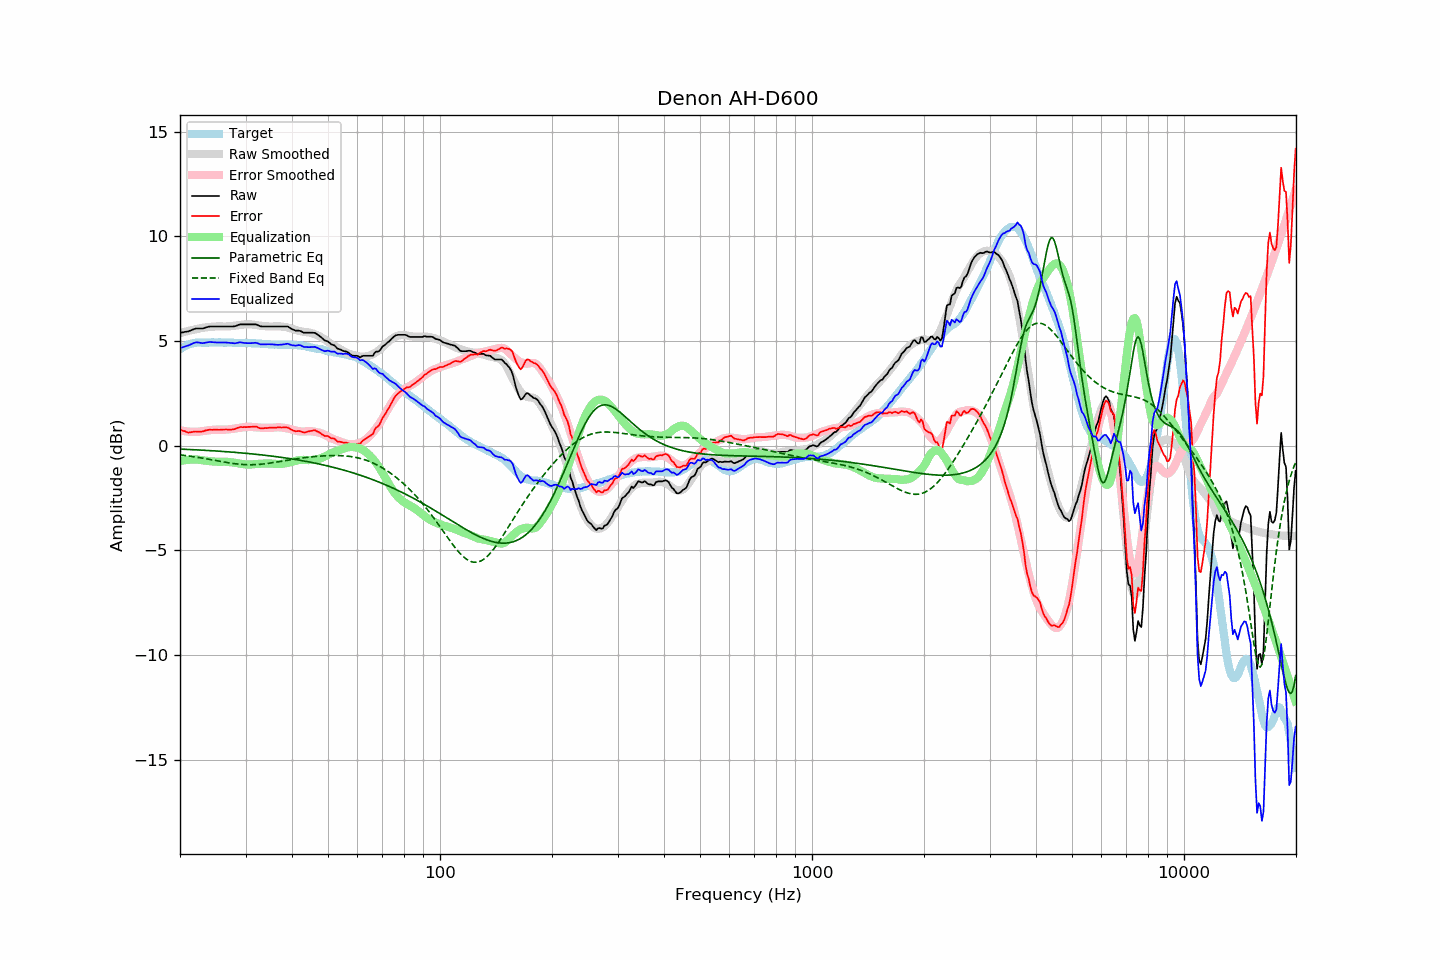 Denon AH-D600
Target
Raw Smoothed
Error Smoothed
Raw
Error
Equalization
Parametric Eq
Fixed Band Eq
Equalized
15
10
5
0
−5
−10
−15
Amplitude (dBr)
100
1000
10000
Frequency (Hz)